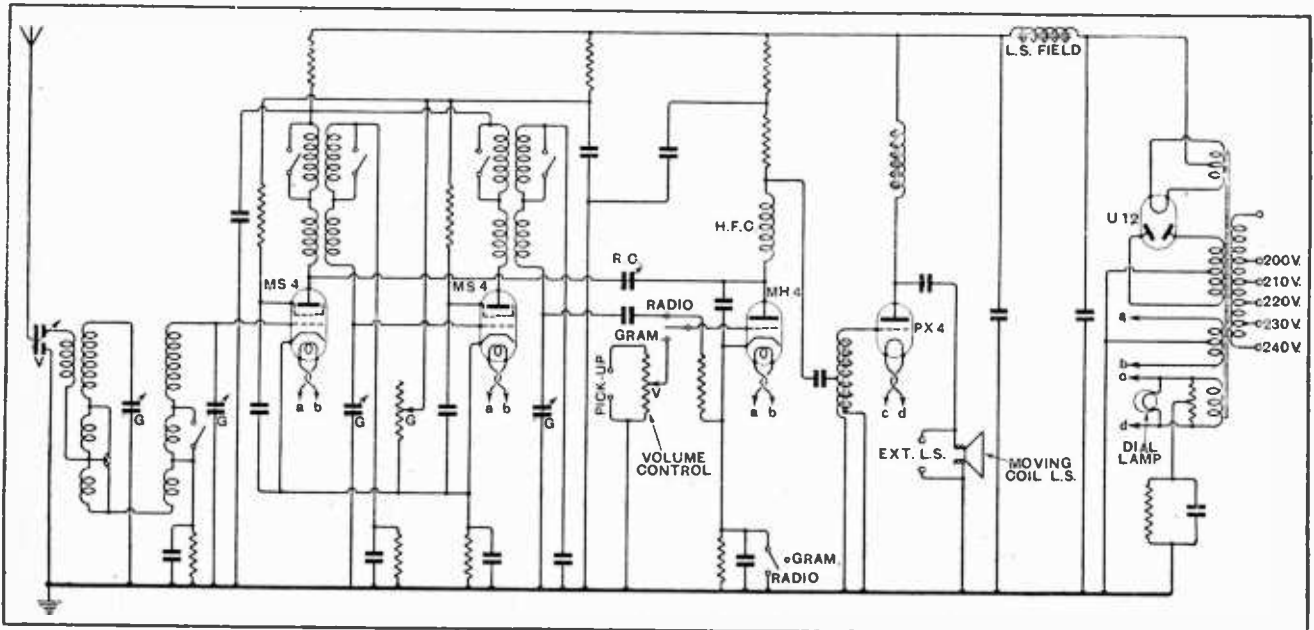 L.S. FIELD
H.F.C
U 12
R C
MS 4
MS 4
MH 4
PX 4
RADIO
GRAM
PICK-UP
V
V
G
G
G
G
G
VOLUME
CONTROL
EXT. L.S.
MOVING
COIL L.S.
200V.
210V.
220V.
230V.
240V.
a
b
c
d
DIAL
LAMP
a b
a b
a b
c d
GRAM.
RADIO